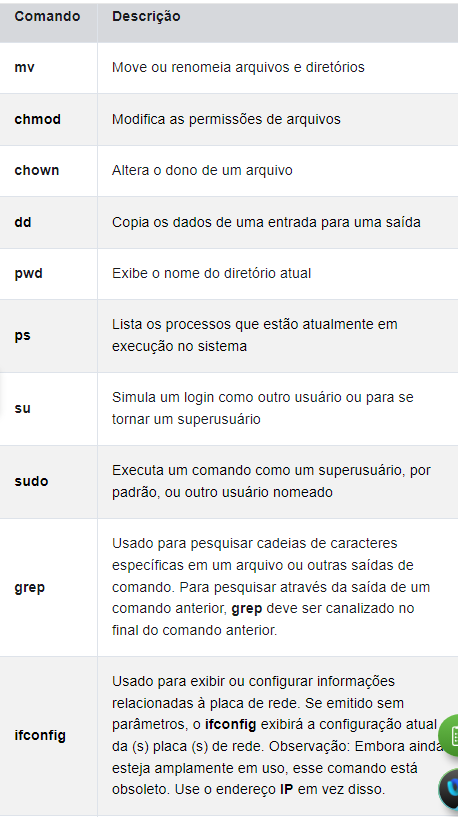 Comando Descrição
mv Move ou renomeia arquivos e diretórios
chmod Modifica as permissões de arquivos
chown Altera o dono de um arquivo
dd Copia os dados de uma entrada para uma saída
pwd Exibe o nome do diretório atual
ps Lista os processos que estão atualmente em
execução no sistema
su Simula um login como outro usuário ou para se
tornar um superusuário
sudo Executa um comando como um superusuário, por
padrão, ou outro usuário nomeado
grep Usado para pesquisar cadeias de caracteres
específicas em um arquivo ou outras saídas de
comando. Para pesquisar através da saída de um
comando anterior, grep deve ser canalizado no
final do comando anterior.
ifconfig Usado para exibir ou configurar informações
relacionadas à placa de rede. Se emitido sem
parâmetros, o ifconfig exibirá a configuração atual
da (s) placa (s) de rede. Observação: Embora ainda
esteja amplamente em uso, esse comando está
obsoleto. Use o endereço IP em vez disso.